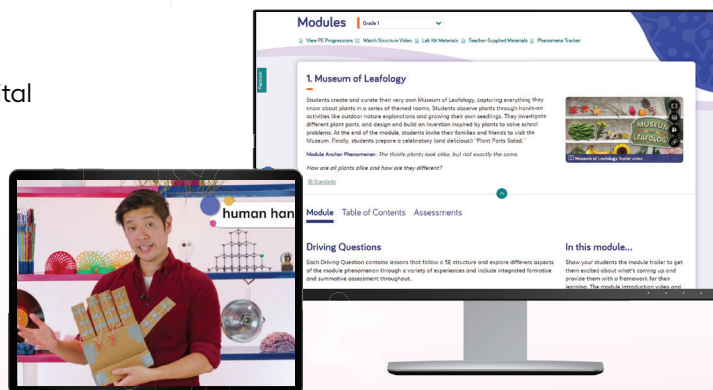 ital
Modules Grade 1
View PE Progressions Watch Structure Video Lab Kit Materials Teacher-Supplied Materials Phenomena Tracker
Feedback
1. Museum of Leafology
Students create and curate their very own Museum of Leafology, capturing everything they
know about plants in a series of themed rooms. Students observe plants through hands-on
activities like outdoor nature explorations and growing their own seedlings. They investigate
different plant parts, and design and build an invention inspired by plants to solve school
problems. At the end of the module, students invite their families and friends to visit the
Museum. Finally, students prepare a celebratory (and delicious!) "Plant Parts Salad."
MUSEUM
OF
LEAFOLOGY
Museum of Leafology Trailer video
Module Anchor Phenomenon: The thistle plants look alike, but not exactly the same.
How are all plants alike and how are they different?
Standards
Module Table of Contents Assessments
Driving Questions
Each Driving Question contains lessons that follow a 5E structure and explore different aspects
of the module phenomenon through a variety of experiences and include integrated formative
and summative assessment throughout.
In this module...
Show your students the module trailer to get
them excited about what's coming up and
provide them with a framework for their
learning. The module introduction video and
human han